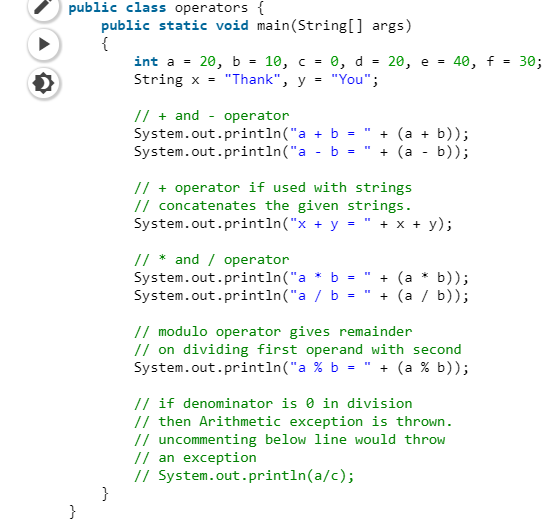 public class operators {
    public static void main(String[] args)
    {
        int a = 20, b = 10, c = 0, d = 20, e = 40, f = 30;
        String x = "Thank", y = "You";

        // + and - operator
        System.out.println("a + b = " + (a + b));
        System.out.println("a - b = " + (a - b));

        // + operator if used with strings
        // concatenates the given strings.
        System.out.println("x + y = " + x + y);

        // * and / operator
        System.out.println("a * b = " + (a * b));
        System.out.println("a / b = " + (a / b));

        // modulo operator gives remainder
        // on dividing first operand with second
        System.out.println("a % b = " + (a % b));

        // if denominator is 0 in division
        // then Arithmetic exception is thrown.
        // uncommenting below line would throw
        // an exception
        // System.out.println(a/c);
    }
}